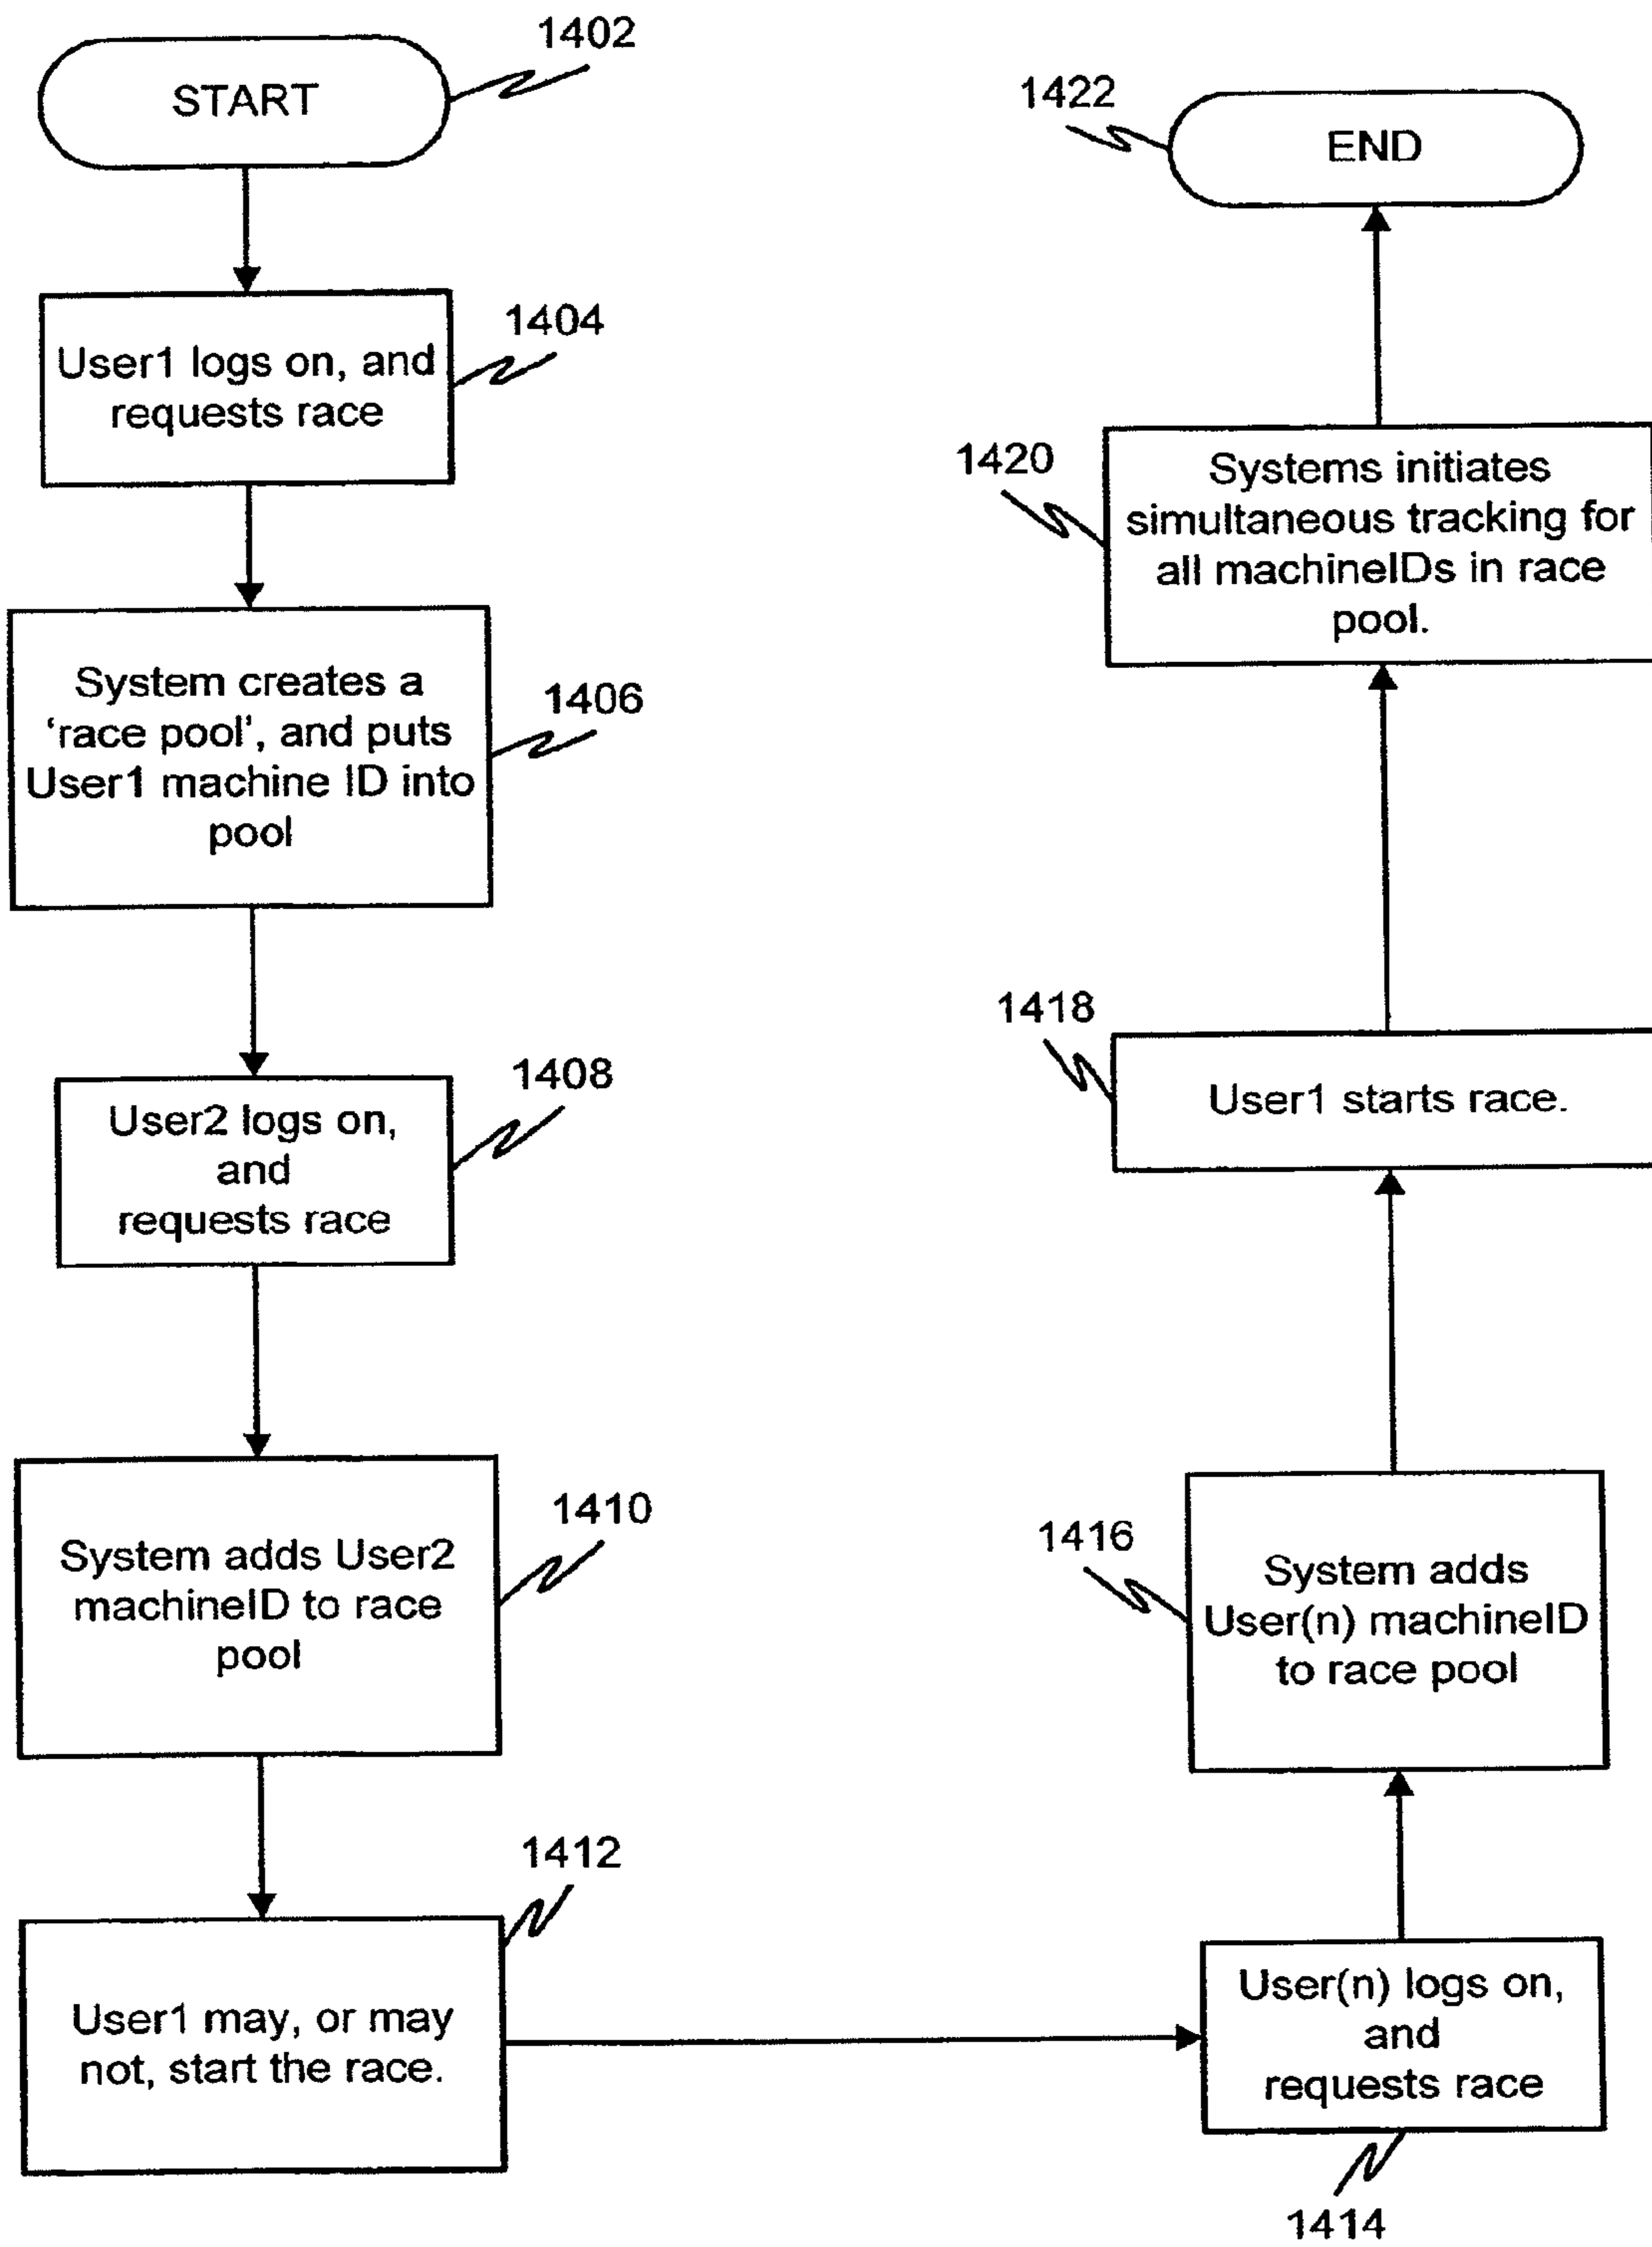 1402
START
1404
User1 logs on, and
requests race
1406
System creates a
‘race pool’, and puts
User1 machine ID into
pool
1408
User2 logs on,
and
requests race
1410
System adds User2
machineID to race
pool
1412
User1 may, or may
not, start the race.
User(n) logs on,
and
requests race
1414
1416
System adds
User(n) machineID
to race pool
1418
User1 starts race.
1420
Systems initiates
simultaneous tracking for
all machineIDs in race
pool.
1422
END